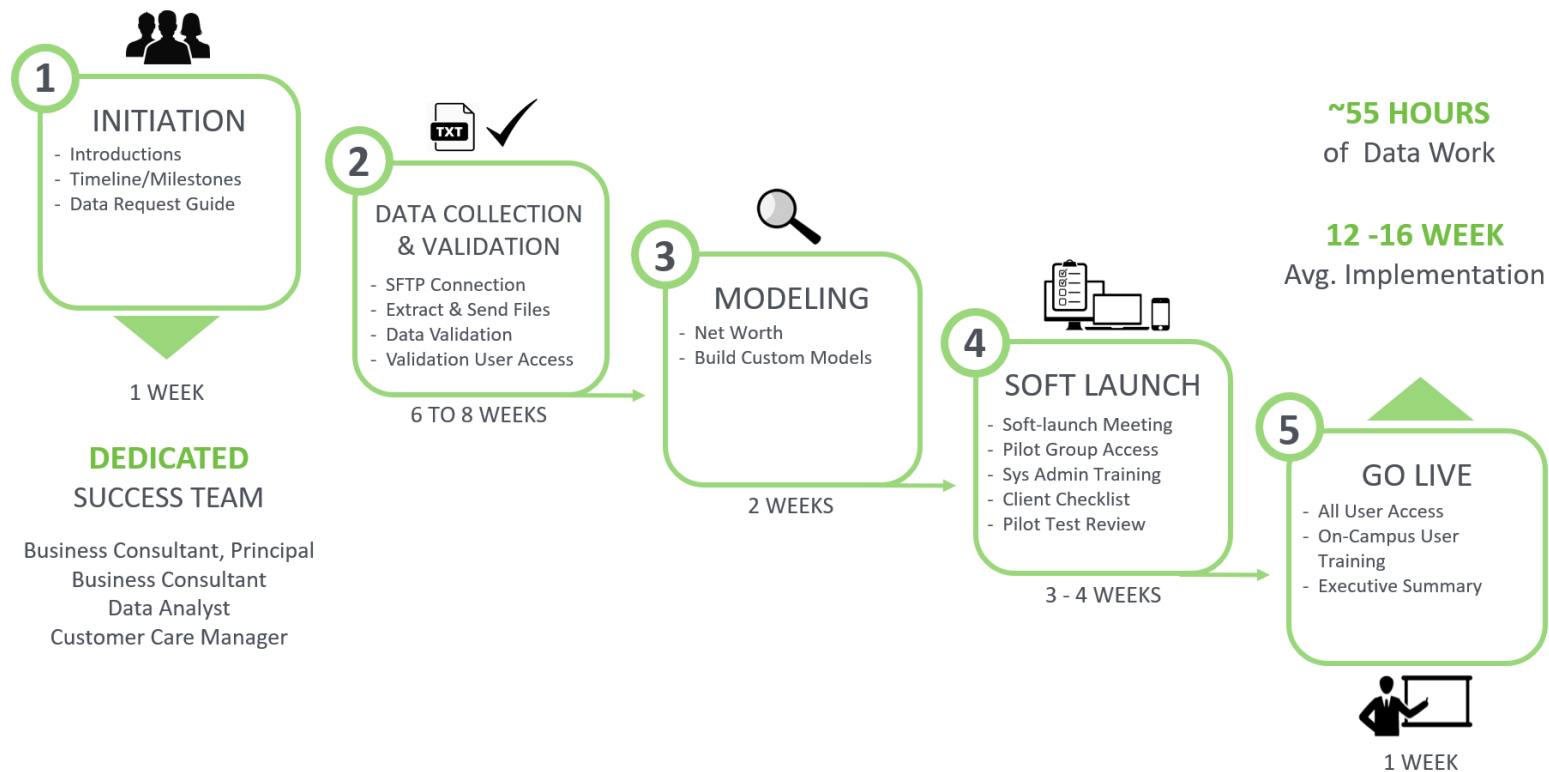 1
INITIATION
- Introductions
- Timeline/Milestones
- Data Request Guide
1 WEEK
DEDICATED
SUCCESS TEAM
Business Consultant, Principal
Business Consultant
Data Analyst
Customer Care Manager
TXT
2
DATA COLLECTION
& VALIDATION
- SFTP Connection
- Extract & Send Files
- Data Validation
- Validation User Access
6 TO 8 WEEKS
3
MODELING
- Net Worth
- Build Custom Models
2 WEEKS
4
SOFT LAUNCH
- Soft-launch Meeting
- Pilot Group Access
- Sys Admin Training
- Client Checklist
- Pilot Test Review
3 - 4 WEEKS
~55 HOURS
of Data Work
12 -16 WEEK
Avg. Implementation
5
GO LIVE
- All User Access
- On-Campus User
Training
- Executive Summary
1 WEEK